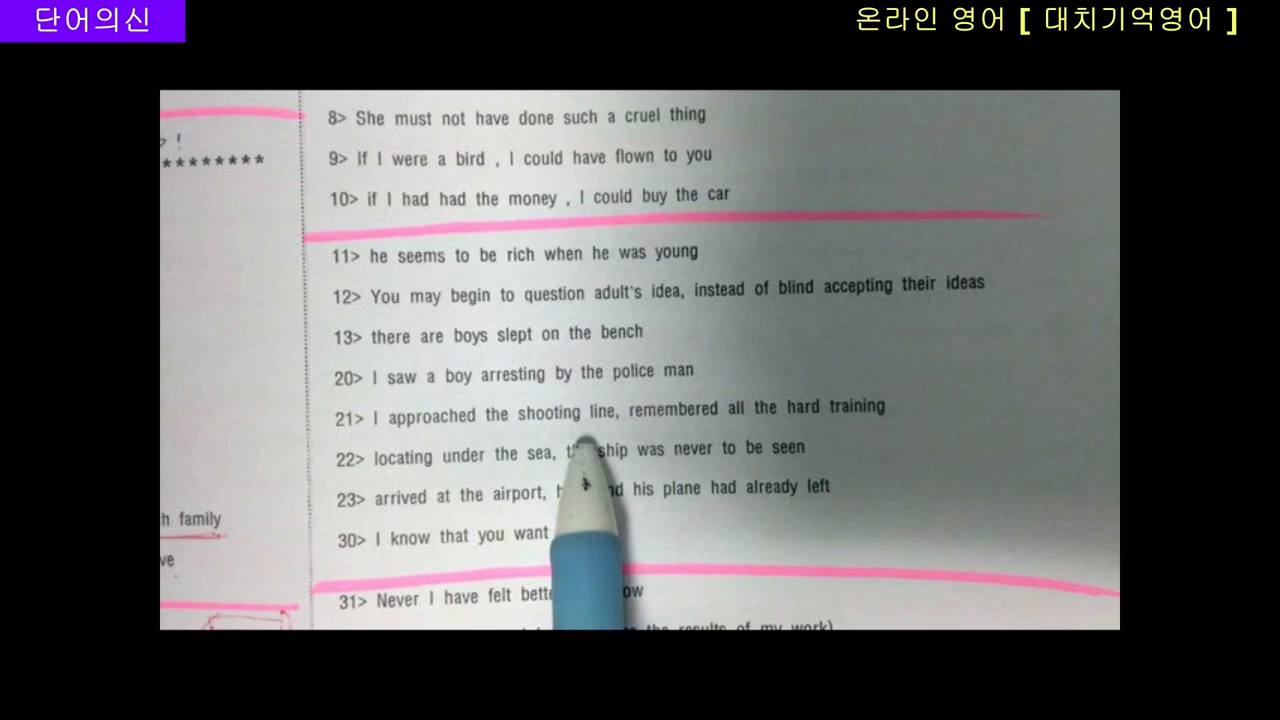 단어의신
온라인 영어 [ 대치기억영어 ]
8> She must not have done such a cruel thing
9> If I were a bird , I could have flown to you
10> if I had had the money , I could buy the car
********
11> he seems to be rich when he was young
12> You may begin to question adult's idea, instead of blind accepting their ideas
13> there are boys slept on the bench
20> I saw a boy arresting by the police man
21> I approached the shooting line, remembered all the hard training
22> locating under the sea, ship was never to be seen
23> arrived at the airport, his plane had already left
30> I know that you want
family
31> Never I have felt
the results of my work)